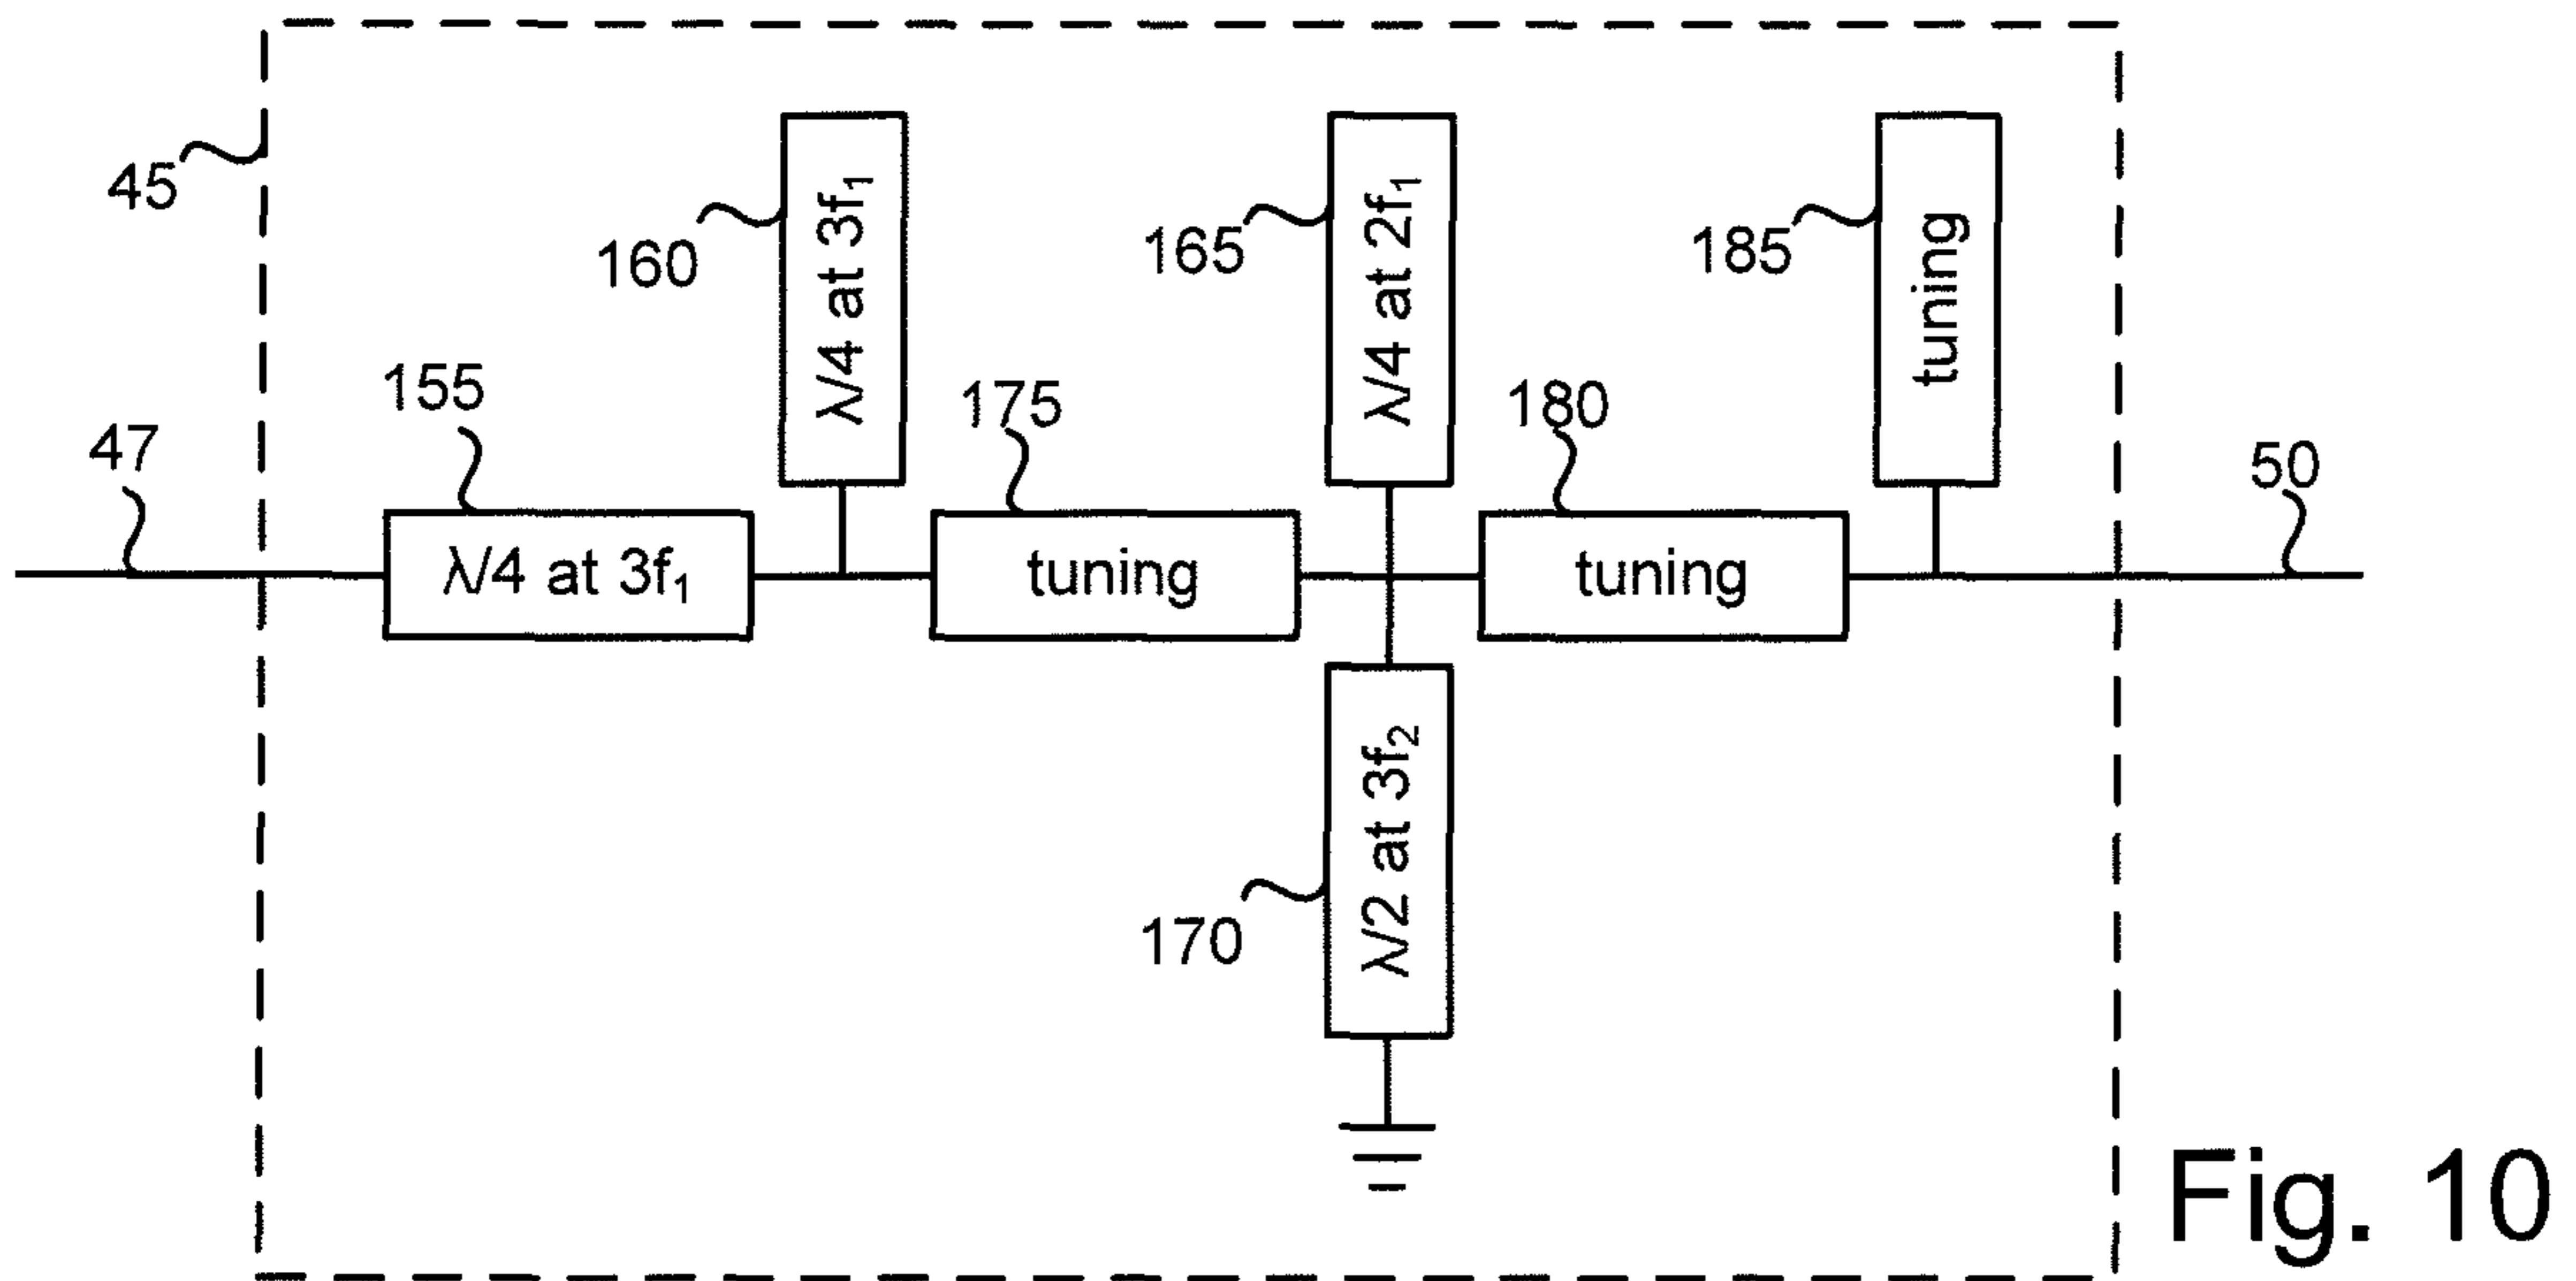 45
160
λ/4 at 3f₁
165
λ/4 at 2f₁
185
tuning
47
155
175
180
50
λ/4 at 3f₁
tuning
tuning
170
λ/2 at 3f₂
Fig. 10